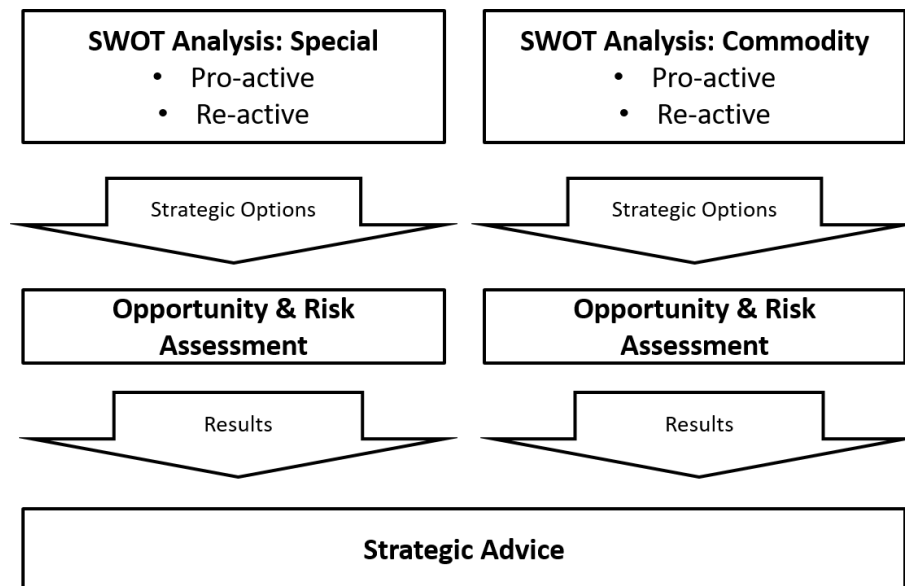 SWOT Analysis: Special
• Pro-active
• Re-active
SWOT Analysis: Commodity
• Pro-active
• Re-active
Strategic Options
Strategic Options
Opportunity & Risk
Assessment
Opportunity & Risk
Assessment
Results
Results
Strategic Advice